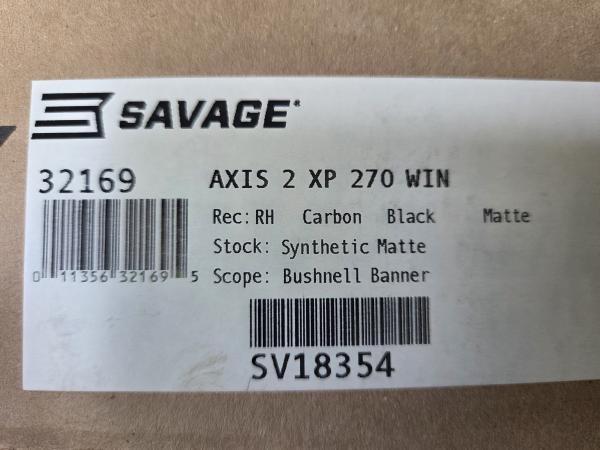 SAVAGE®
32169
AXIS 2 XP 270 WIN
Rec: RH Carbon Black Matte
Stock: Synthetic Matte
0 11356 32169 5
Scope: Bushnell Banner
SV18354